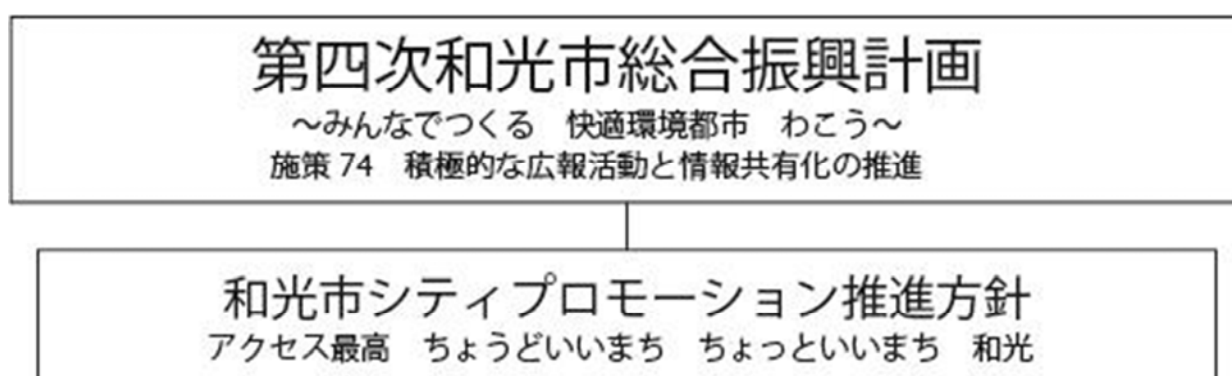 第四次和光市総合振興計画
～みんなでつくる　快適環境都市　わこう～
施策 74　積極的な広報活動と情報共有化の推進
和光市シティプロモーション推進方針
アクセス最高　ちょうどいいまち　ちょっといいまち　和光